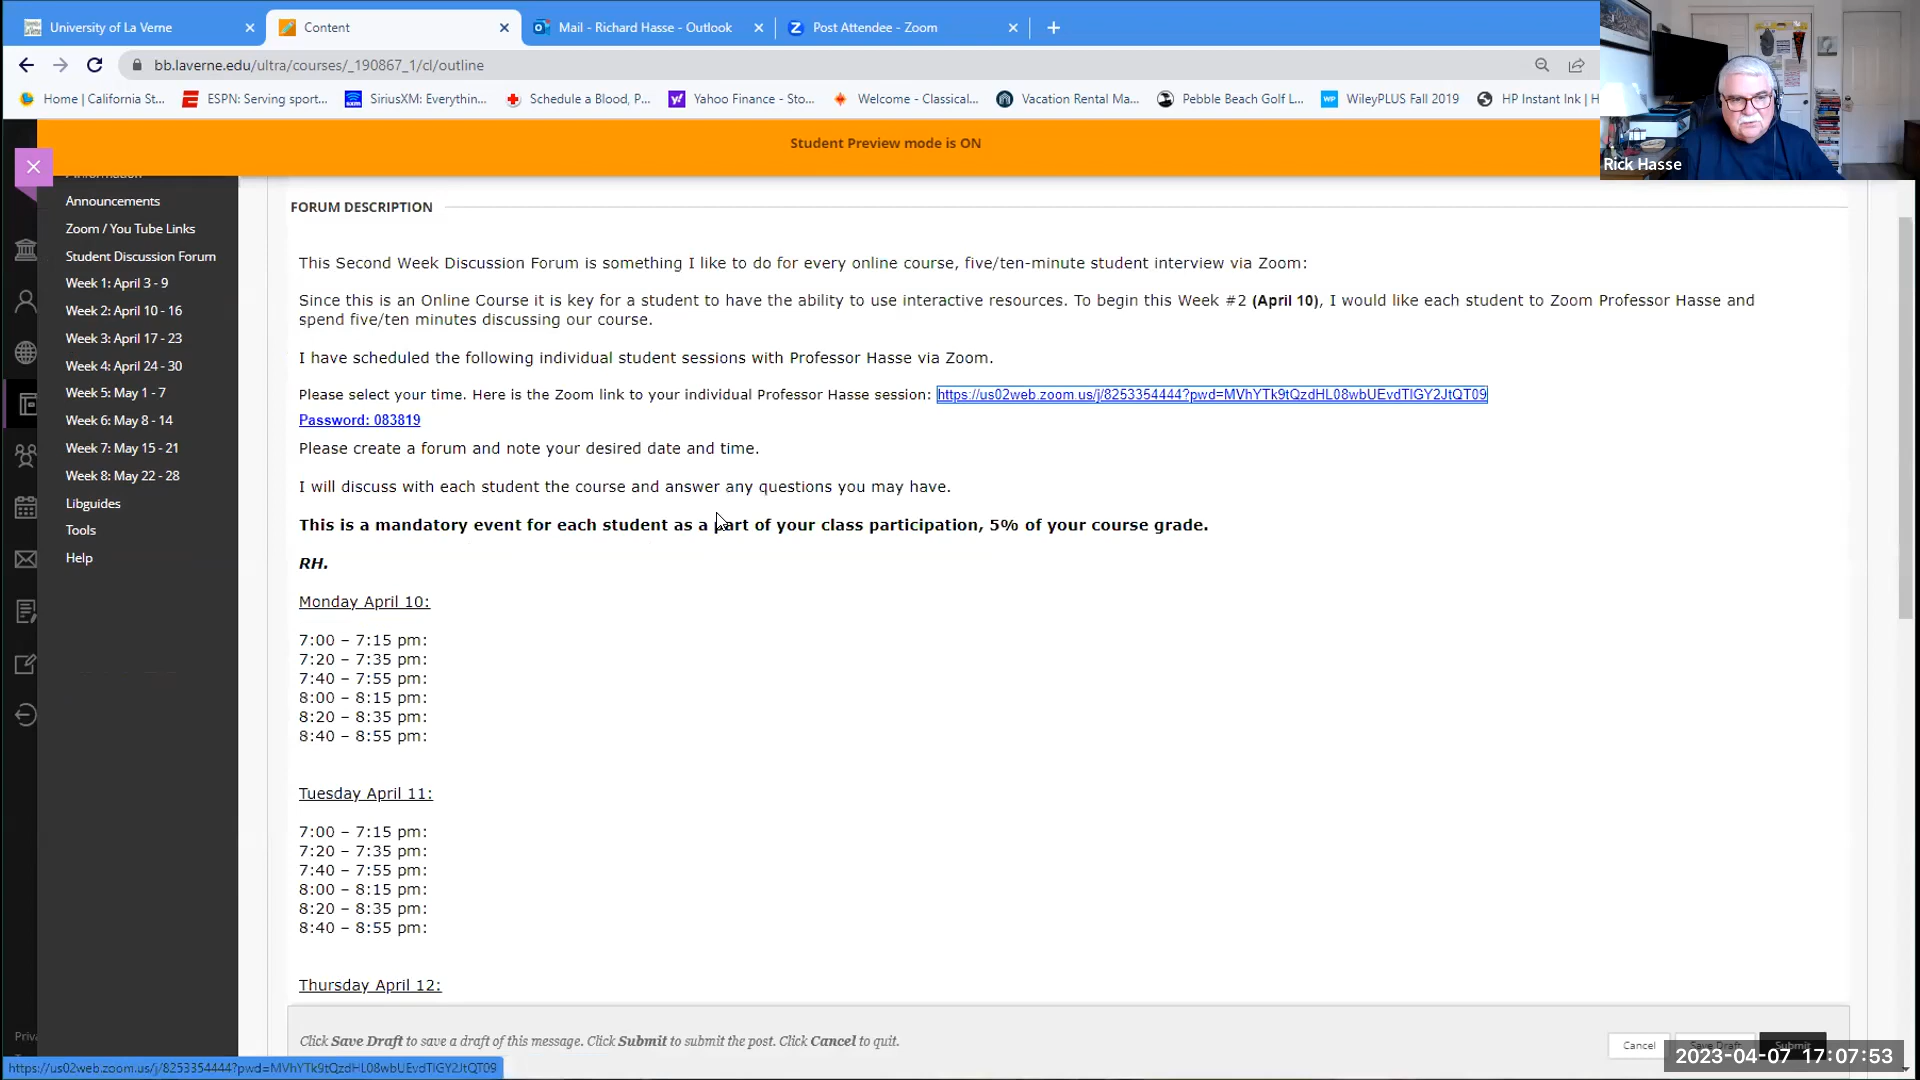 University of La Verne
Content
Mail - Richard Hasse - Outlook
Post Attendee - Zoom
bb.laverne.edu/ultra/courses/_190867_1/cl/outline
Home | California St...
ESPN: Serving sport...
SiriusXM: Everythin...
Schedule a Blood, P...
Yahoo Finance - Sto...
Welcome - Classical...
Vacation Rental Ma...
Pebble Beach Golf L...
WileyPLUS Fall 2019
HP Instant Ink | H
Rick Hasse
Student Preview mode is ON
Announcements
Zoom / You Tube Links
Student Discussion Forum
Week 1: April 3 - 9
Week 2: April 10 - 16
Week 3: April 17 - 23
Week 4: April 24 - 30
Week 5: May 1 - 7
Week 6: May 8 - 14
Week 7: May 15 - 21
Week 8: May 22 - 28
Libguides
Tools
Help
FORUM DESCRIPTION
This Second Week Discussion Forum is something I like to do for every online course, five/ten-minute student interview via Zoom:
Since this is an Online Course it is key for a student to have the ability to use interactive resources. To begin this Week #2 (April 10), I would like each student to Zoom Professor Hasse and
spend five/ten minutes discussing our course.
I have scheduled the following individual student sessions with Professor Hasse via Zoom.
Please select your time. Here is the Zoom link to your individual Professor Hasse session: https://us02web.zoom.us/j/8253354444?pwd=MVhYTk9tQzdHL08wbUEvdTlGY2JtQT09
Password: 083819
Please create a forum and note your desired date and time.
I will discuss with each student the course and answer any questions you may have.
This is a mandatory event for each student as a part of your class participation, 5% of your course grade.
RH.
Monday April 10:
7:00 – 7:15 pm:
7:20 – 7:35 pm:
7:40 – 7:55 pm:
8:00 – 8:15 pm:
8:20 – 8:35 pm:
8:40 – 8:55 pm:
Tuesday April 11:
7:00 – 7:15 pm:
7:20 – 7:35 pm:
7:40 – 7:55 pm:
8:00 – 8:15 pm:
8:20 – 8:35 pm:
8:40 – 8:55 pm:
Thursday April 12:
Click Save Draft to save a draft of this message. Click Submit to submit the post. Click Cancel to quit.
Cancel
Save Draft
Submit
2023-04-07 17:07:53
https://us02web.zoom.us/j/8253354444?pwd=MVhYTk9tQzdHL08wbUEvdTlGY2JtQT09